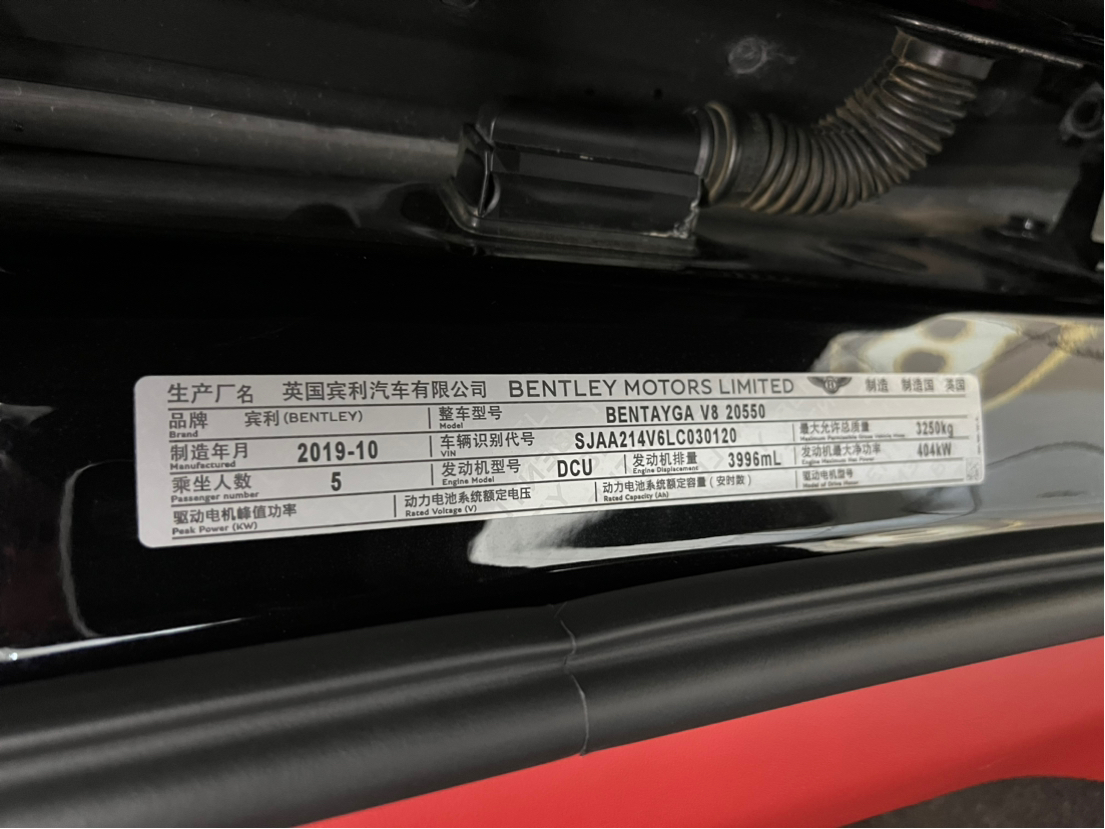 生产厂名 英国宾利汽车有限公司 BENTLEY MOTORS LIMITED 制造 制造国 英国
品牌 宾利(BENTLEY) 整车型号 BENTAYGA V8 20550
Brand Model
制造年月 2019-10 车辆识别代号 SJAA214V6LC030120 最大允许总质量 3250kg
Manufactured VIN Maximum Permissible Gross Vehicle Mass
乘坐人数 5 发动机型号 DCU 发动机排量 3996mL 发动机最大净功率 404kW
Passenger number Engine Model Engine Displacement Engine Maximum Net Power
驱动电机峰值功率 动力电池系统额定电压 动力电池系统额定容量(安时数) 驱动电机型号
Peak Power (KW) Rated Voltage (V) Rated Capacity (Ah) Model of Drive Motor